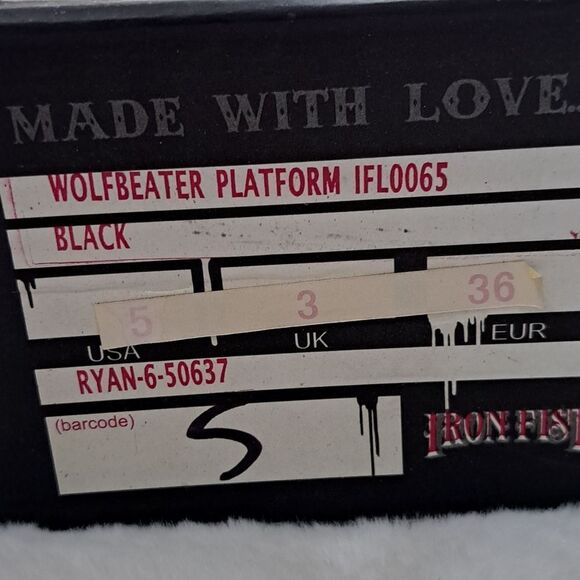 MADE WITH LOVE.
WOLFBEATER PLATFORM IFL0065
BLACK
5 3 36
USA UK EUR
RYAN-6-50637
(barcode) 5
IRON FIST